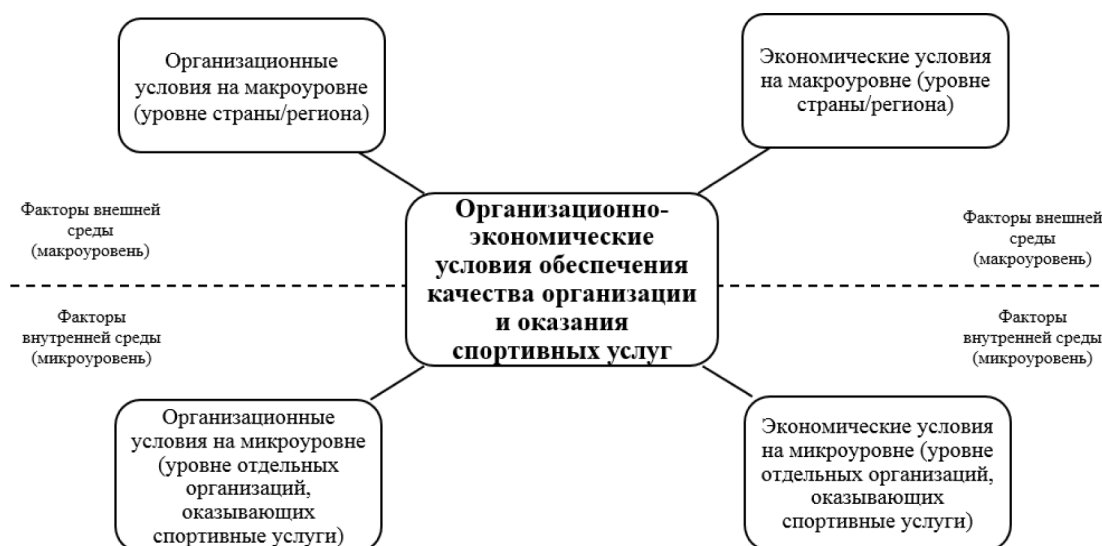 Организационные
условия на макроуровне
(уровне страны/региона)
Экономические условия
на макроуровне (уровне
страны/региона)
Факторы внешней
среды
(макроуровень)
Организационно-
экономические
условия обеспечения
качества организации
и оказания
спортивных услуг
Факторы внешней
среды
(макроуровень)
Факторы
внутренней среды
(микроуровень)
Факторы
внутренней среды
(микроуровень)
Организационные
условия на микроуровне
(уровне отдельных
организаций,
оказывающих
спортивные услуги)
Экономические условия
на микроуровне (уровне
отдельных организаций,
оказывающих
спортивные услуги)